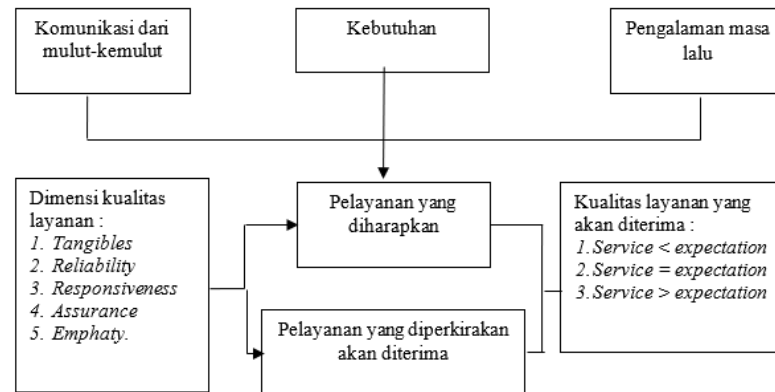 Komunikasi dari
mulut-kemulut
Kebutuhan
Pengalaman masa
lalu
Dimensi kualitas
layanan :
1. Tangibles
2. Reliability
3. Responsiveness
4. Assurance
5. Emphaty.
Pelayanan yang
diharapkan
Pelayanan yang diperkirakan
akan diterima
Kualitas layanan yang
akan diterima :
1. Service < expectation
2. Service = expectation
3. Service > expectation